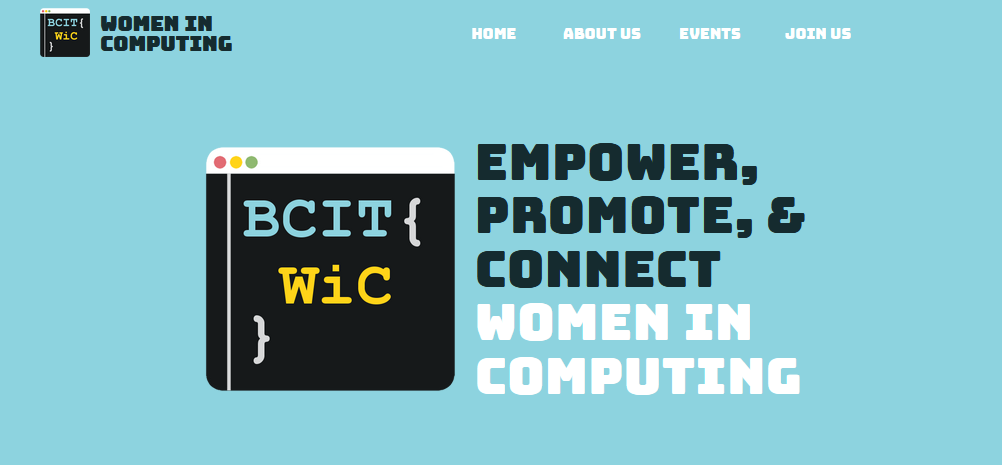 BCIT{
WiC
}
WOMEN IN
COMPUTING
HOME ABOUT US EVENTS JOIN US
BCIT{
WiC
}
EMPOWER,
PROMOTE, &
CONNECT
WOMEN IN
COMPUTING